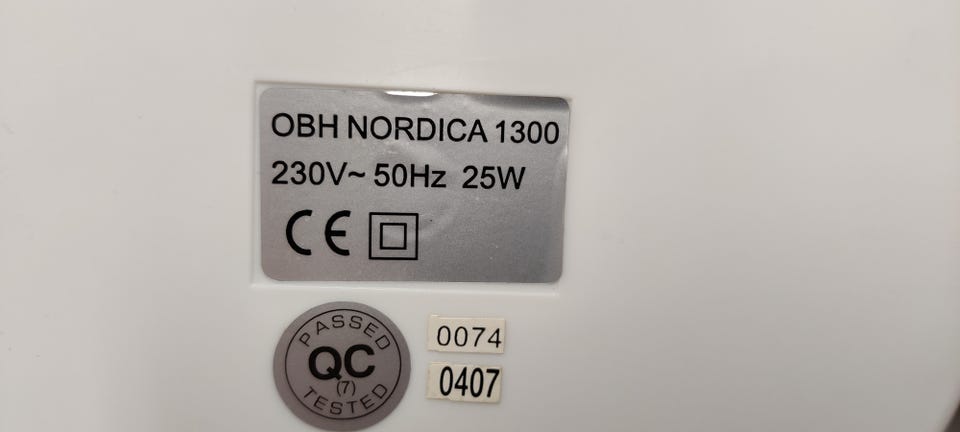 OBH NORDICA 1300
230V~ 50Hz 25W
CE
PASSED
QC
(7)
TESTED
0074
0407